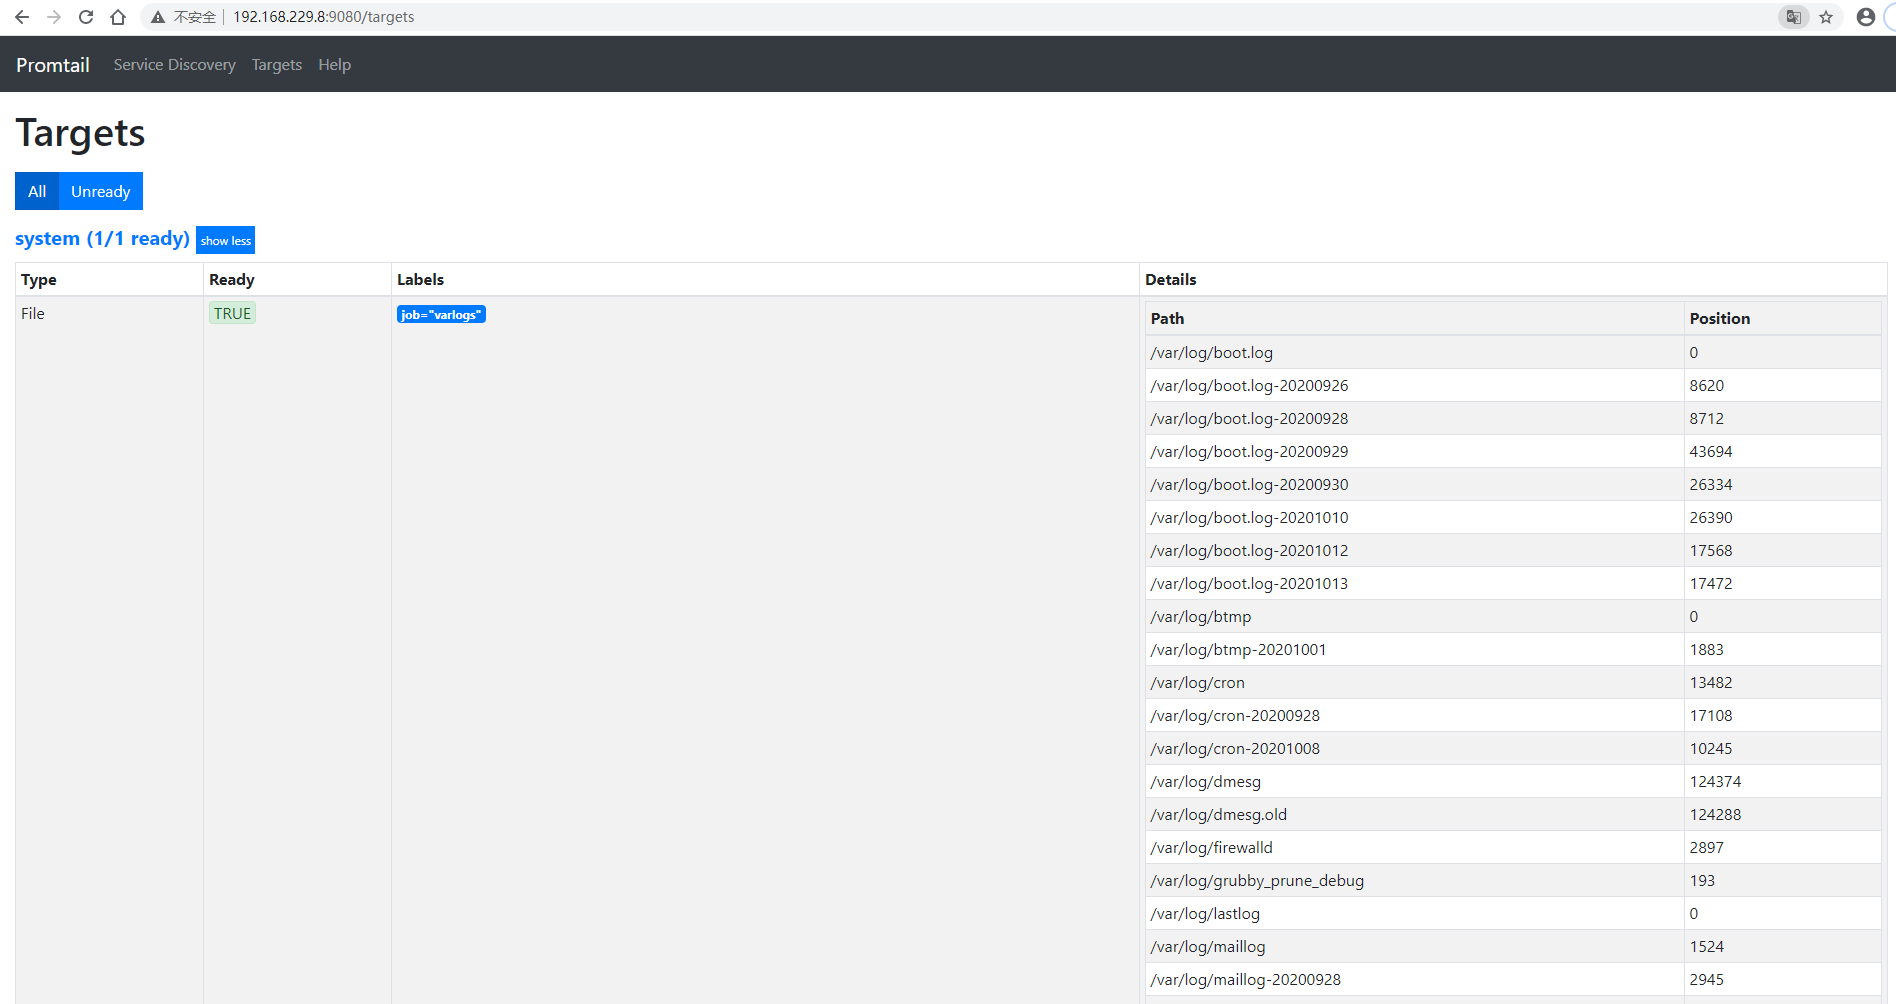 不安全 192.168.229.8:9080/targets
Promtail Service Discovery Targets Help
Targets
All Unready
system (1/1 ready) show less
Type Ready Labels Details
File TRUE job="varlogs" Path Position
/var/log/boot.log 0
/var/log/boot.log-20200926 8620
/var/log/boot.log-20200928 8712
/var/log/boot.log-20200929 43694
/var/log/boot.log-20200930 26334
/var/log/boot.log-20201010 26390
/var/log/boot.log-20201012 17568
/var/log/boot.log-20201013 17472
/var/log/btmp 0
/var/log/btmp-20201001 1883
/var/log/cron 13482
/var/log/cron-20200928 17108
/var/log/cron-20201008 10245
/var/log/dmesg 124374
/var/log/dmesg.old 124288
/var/log/firewalld 2897
/var/log/grubby_prune_debug 193
/var/log/lastlog 0
/var/log/maillog 1524
/var/log/maillog-20200928 2945